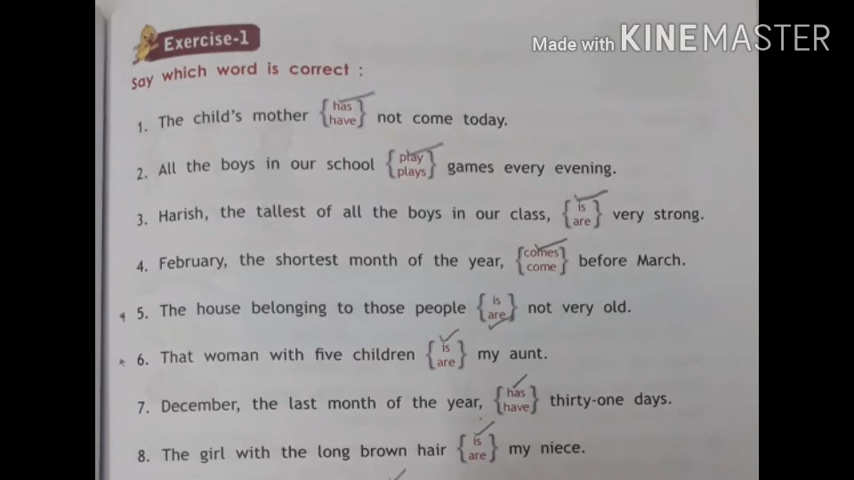 Made with KINEMASTER
Exercise-1
Say which word is correct :
1. The child's mother {has / have} not come today.
2. All the boys in our school {play / plays} games every evening.
3. Harish, the tallest of all the boys in our class, {is / are} very strong.
4. February, the shortest month of the year, {comes / come} before March.
5. The house belonging to those people {is / are} not very old.
6. That woman with five children {is / are} my aunt.
7. December, the last month of the year, {has / have} thirty-one days.
8. The girl with the long brown hair {is / are} my niece.